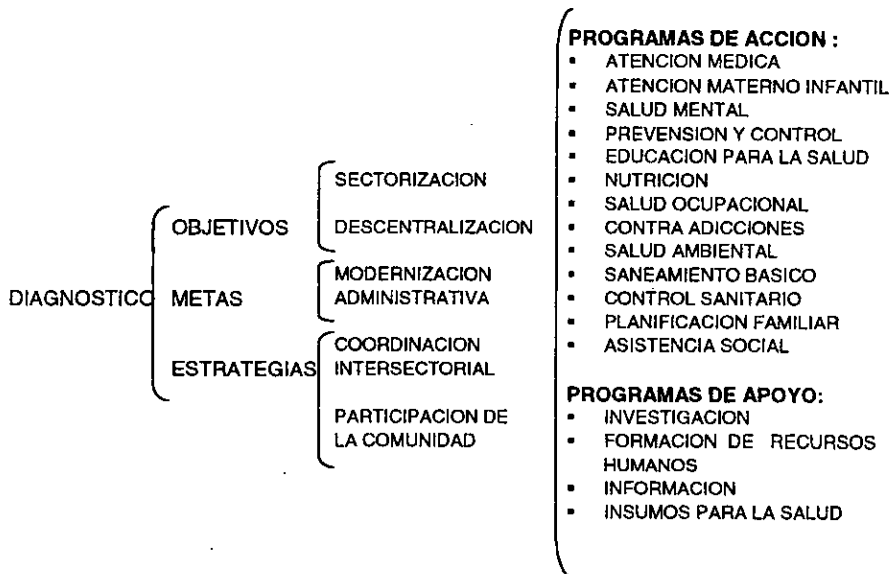 DIAGNOSTICO
OBJETIVOS
METAS
ESTRATEGIAS
SECTORIZACION
DESCENTRALIZACION
MODERNIZACION
ADMINISTRATIVA
COORDINACION
INTERSECTORIAL
PARTICIPACION DE
LA COMUNIDAD
PROGRAMAS DE ACCION :
▪ ATENCION MEDICA
▪ ATENCION MATERNO INFANTIL
▪ SALUD MENTAL
▪ PREVENSION Y CONTROL
▪ EDUCACION PARA LA SALUD
▪ NUTRICION
▪ SALUD OCUPACIONAL
▪ CONTRA ADICCIONES
▪ SALUD AMBIENTAL
▪ SANEAMIENTO BASICO
▪ CONTROL SANITARIO
▪ PLANIFICACION FAMILIAR
▪ ASISTENCIA SOCIAL
PROGRAMAS DE APOYO:
▪ INVESTIGACION
▪ FORMACION DE RECURSOS
HUMANOS
▪ INFORMACION
▪ INSUMOS PARA LA SALUD